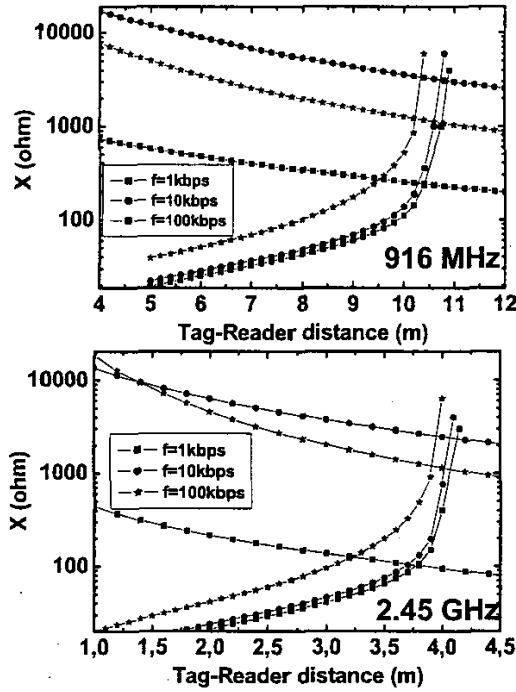 10000
1000
100
X (ohm)
f=1kbps
f=10kbps
f=100kbps
916 MHz
4 5 6 7 8 9 10 11 12
Tag-Reader distance (m)
10000
1000
100
X (ohm)
f=1kbps
f=10kbps
f=100kbps
2.45 GHz
1,0 1,5 2,0 2,5 3,0 3,5 4,0 4,5
Tag-Reader distance (m)